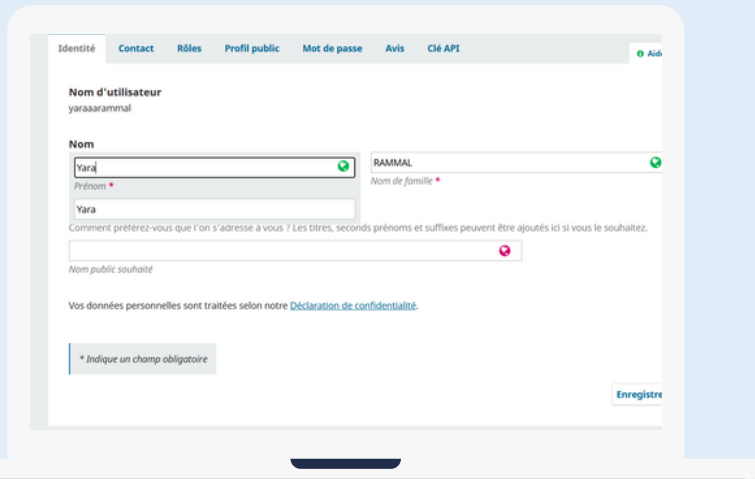 Identité Contact Rôles Profil public Mot de passe Avis Clé API
Aide
Nom d'utilisateur
yaraaarammal
Nom
Yara RAMMAL
Prénom * Nom de famille *
Yara
Comment préférez-vous que l'on s'adresse à vous ? Les titres, seconds prénoms et suffixes peuvent être ajoutés ici si vous le souhaitez.
Nom public souhaité
Vos données personnelles sont traitées selon notre Déclaration de confidentialité.
* Indique un champ obligatoire
Enregistre